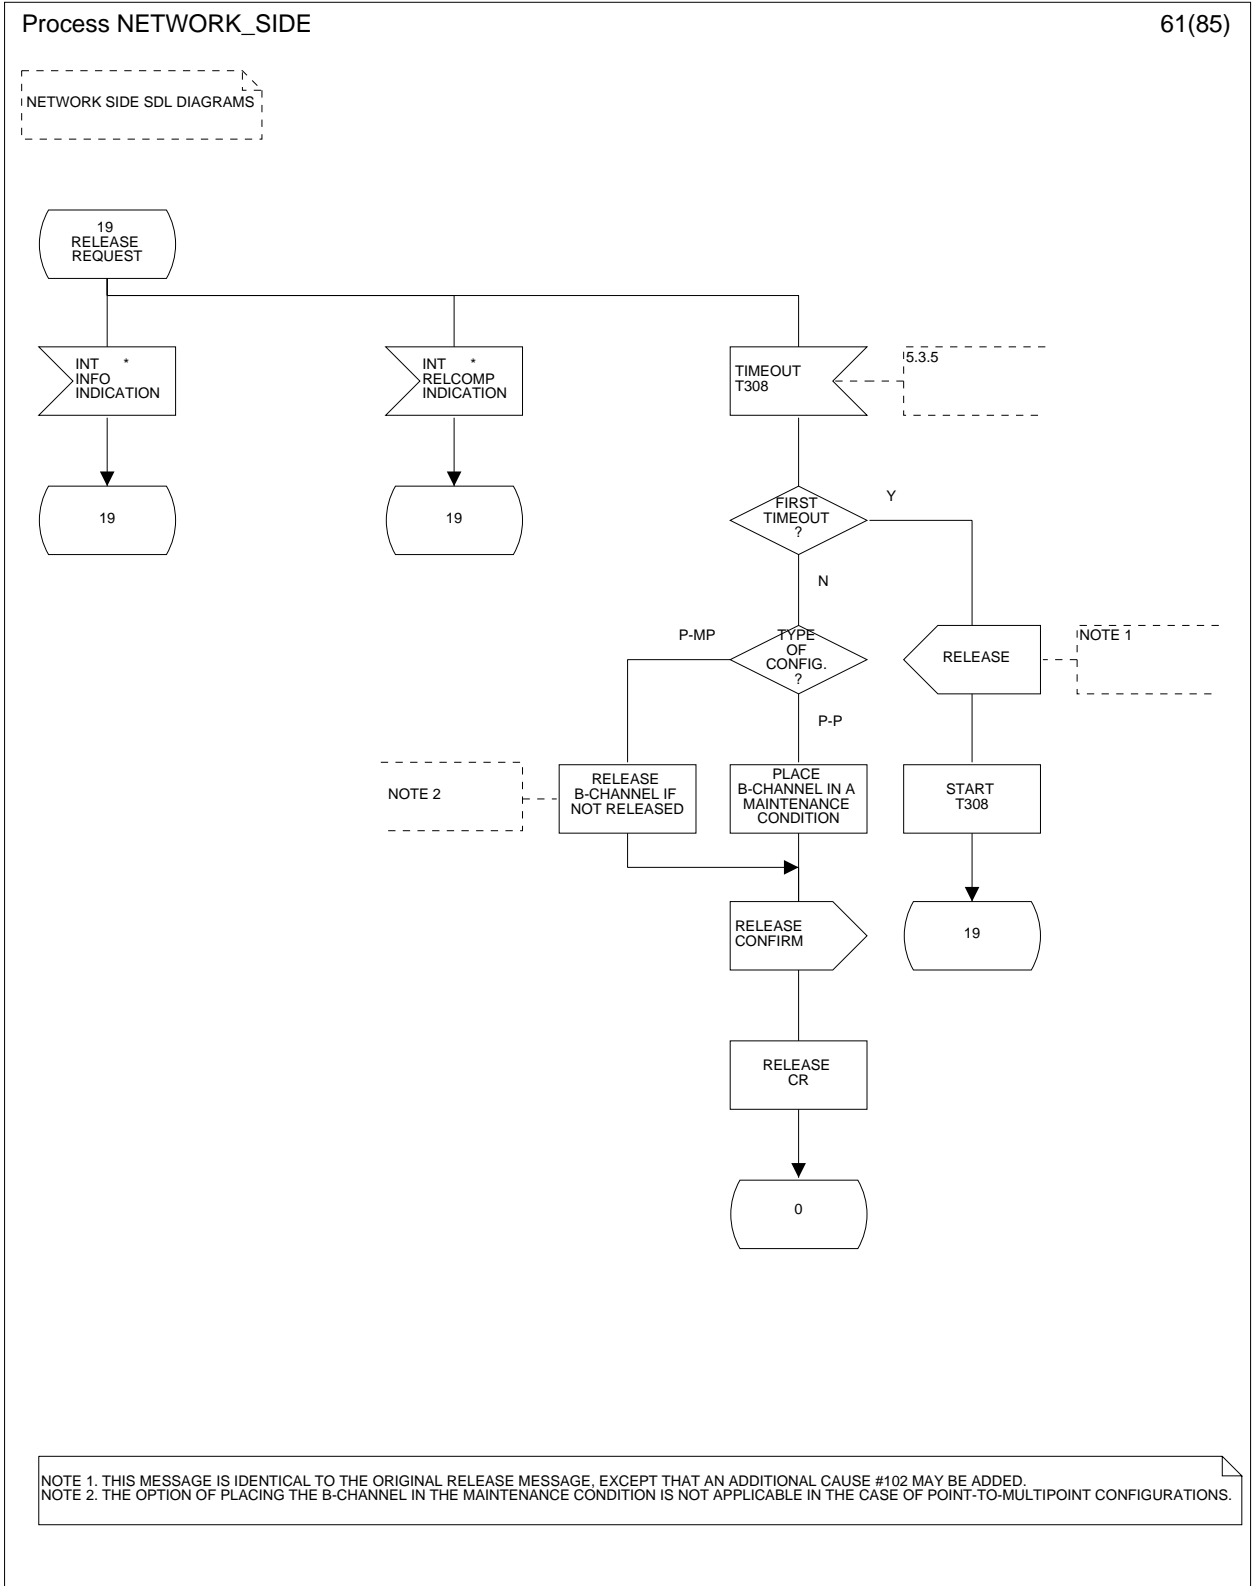 Process NETWORK_SIDE
61(85)
NETWORK SIDE SDL DIAGRAMS
19
RELEASE
REQUEST
INT *
INFO
INDICATION
INT *
RELCOMP
INDICATION
TIMEOUT
T308
5.3.5
19
19
FIRST
TIMEOUT
?
Y
N
P-MP
TYPE
OF
CONFIG.
?
RELEASE
NOTE 1
P-P
NOTE 2
RELEASE
B-CHANNEL IF
NOT RELEASED
PLACE
B-CHANNEL IN A
MAINTENANCE
CONDITION
START
T308
RELEASE
CONFIRM
19
RELEASE
CR
0
NOTE 1. THIS MESSAGE IS IDENTICAL TO THE ORIGINAL RELEASE MESSAGE, EXCEPT THAT AN ADDITIONAL CAUSE #102 MAY BE ADDED.
NOTE 2. THE OPTION OF PLACING THE B-CHANNEL IN THE MAINTENANCE CONDITION IS NOT APPLICABLE IN THE CASE OF POINT-TO-MULTIPOINT CONFIGURATIONS.